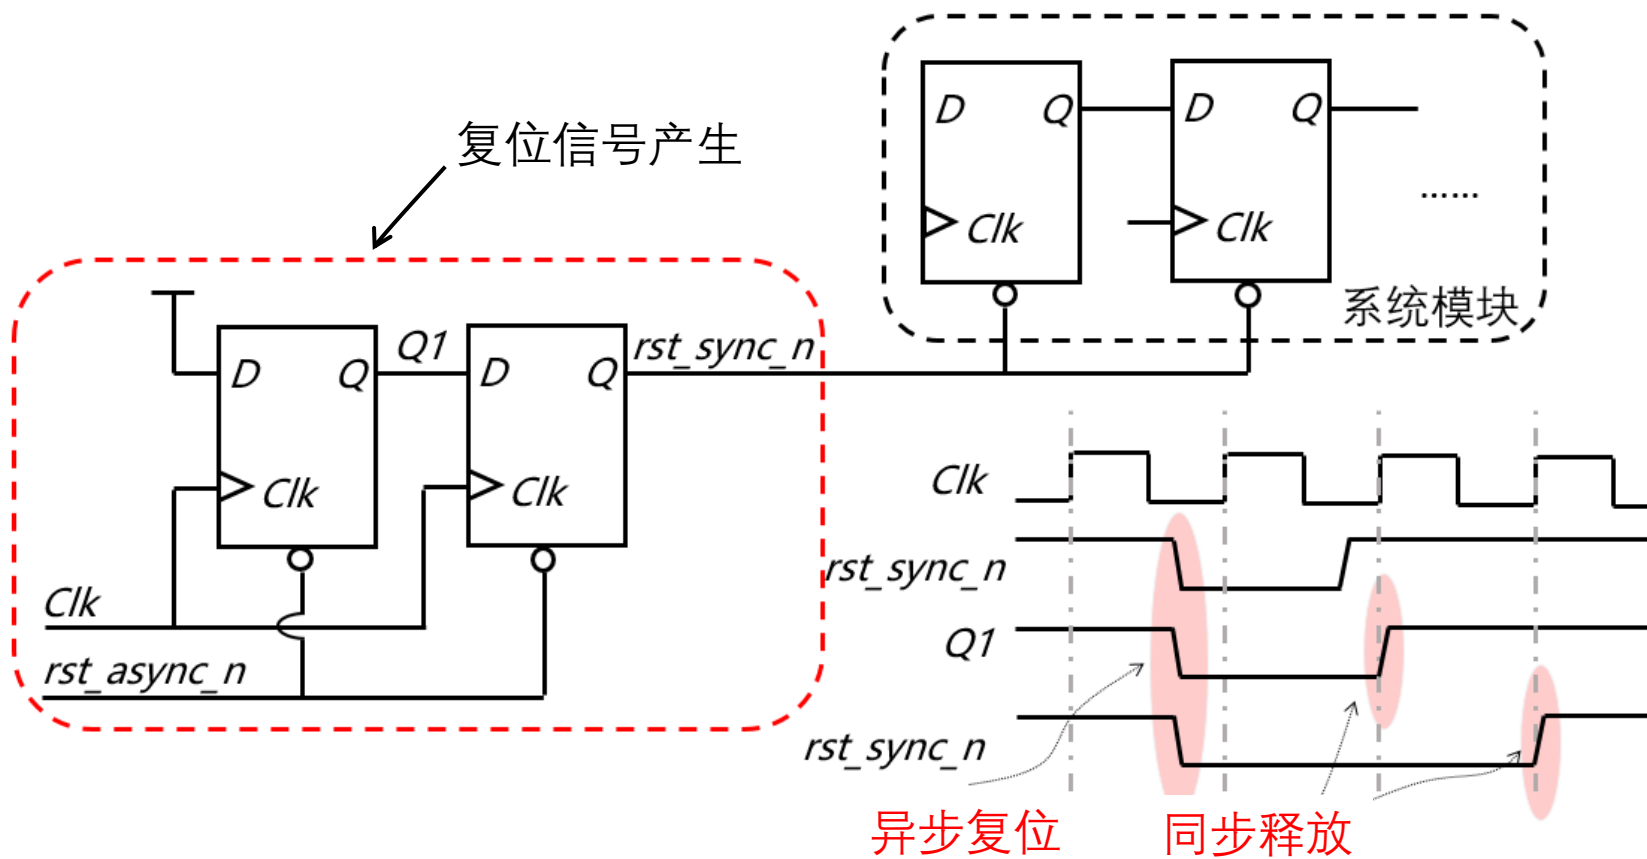 复位信号产生
D Q
Clk
D Q
Clk
......
系统模块
D Q
Clk
Q1
D Q
Clk
rst_sync_n
Clk
rst_async_n
Clk
rst_sync_n
Q1
rst_sync_n
异步复位
同步释放